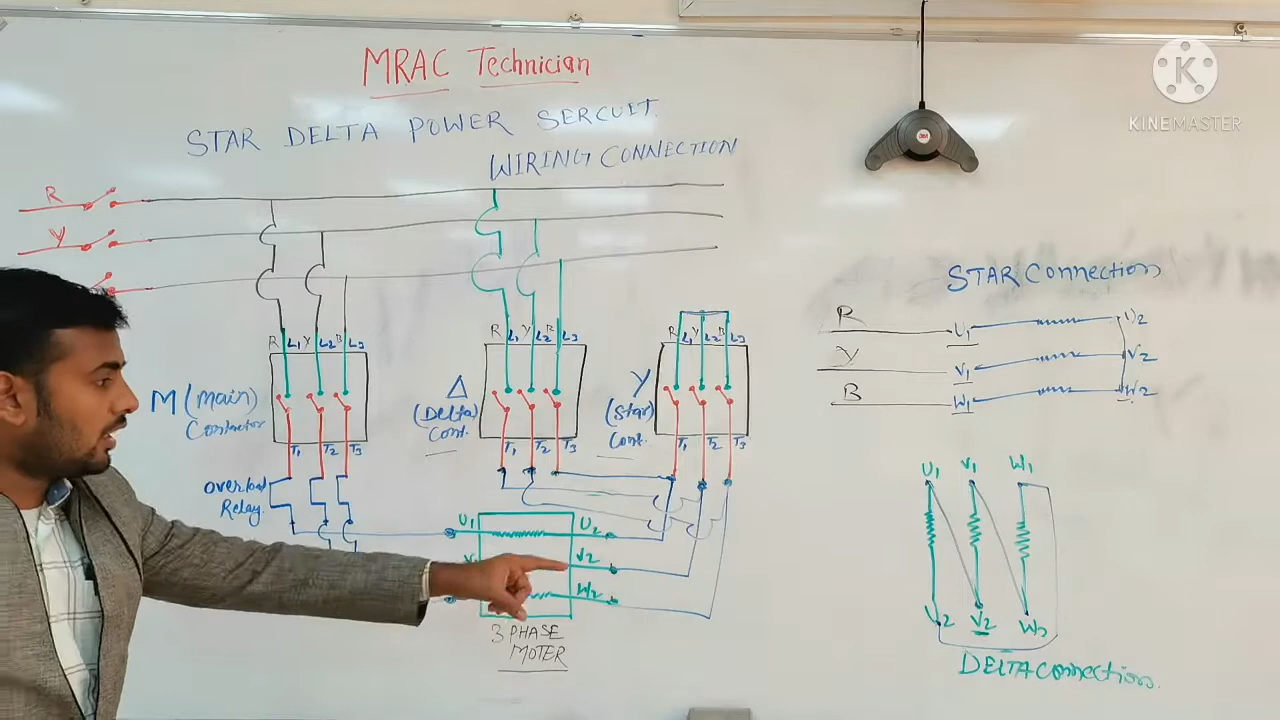 MRAC Technician
STAR DELTA POWER SERCUIT.
WIRING CONNECTION
KINEMASTER
R
Y
STAR Connection
R U1 U2
Y V1 V2
B W1 W2
R L1 Y L2 B L3
R L1 Y L2 B L3
L1 L2 L3
M (Main) Contactor
Δ (Delta) Cont.
Y (Star) Cont.
T1 T2 T3
T1 T2 T3
T1 T2 T3
Overload Relay.
U1 U2
V2
W2
3 PHASE
MOTER
U1 V1 W1
V2 W2
DELTA Connection.